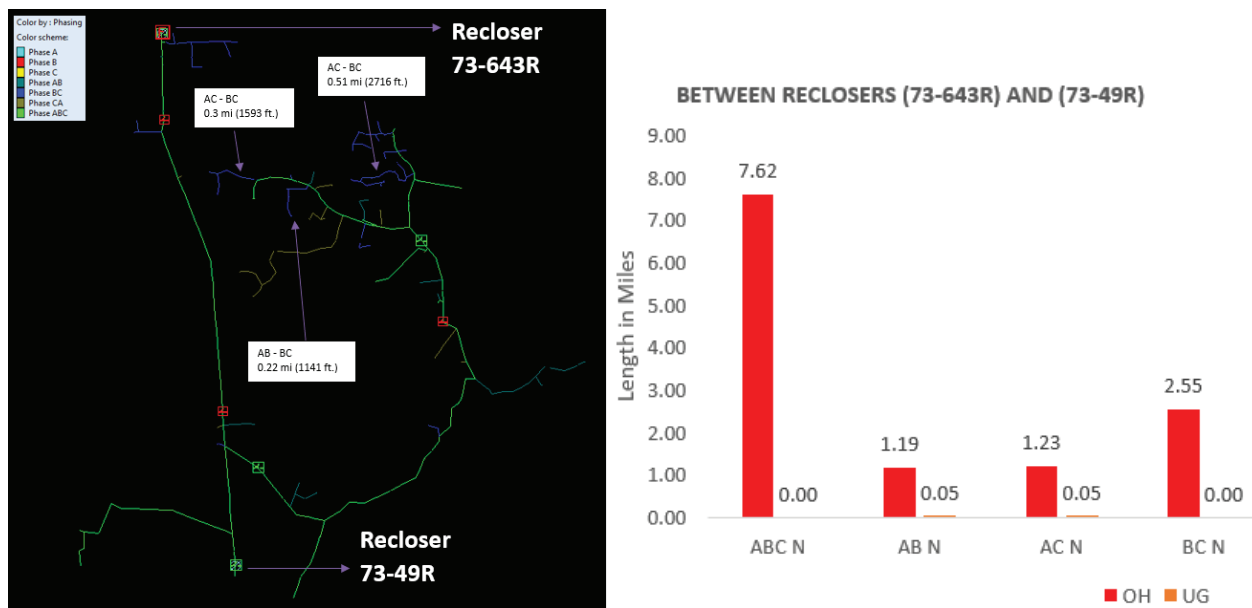 Color by : Phasing
Color scheme:
Phase A
Phase B
Phase C
Phase AB
Phase BC
Phase CA
Phase ABC
Recloser
73-643R
AC - BC
0.51 mi (2716 ft.)
AC - BC
0.3 mi (1593 ft.)
AB - BC
0.22 mi (1141 ft.)
Recloser
73-49R
BETWEEN RECLOSERS (73-643R) AND (73-49R)
Length in Miles
9.00
8.00
7.00
6.00
5.00
4.00
3.00
2.00
1.00
0.00
7.62
0.00
1.19
0.05
1.23
0.05
2.55
0.00
ABC N
AB N
AC N
BC N
OH
UG